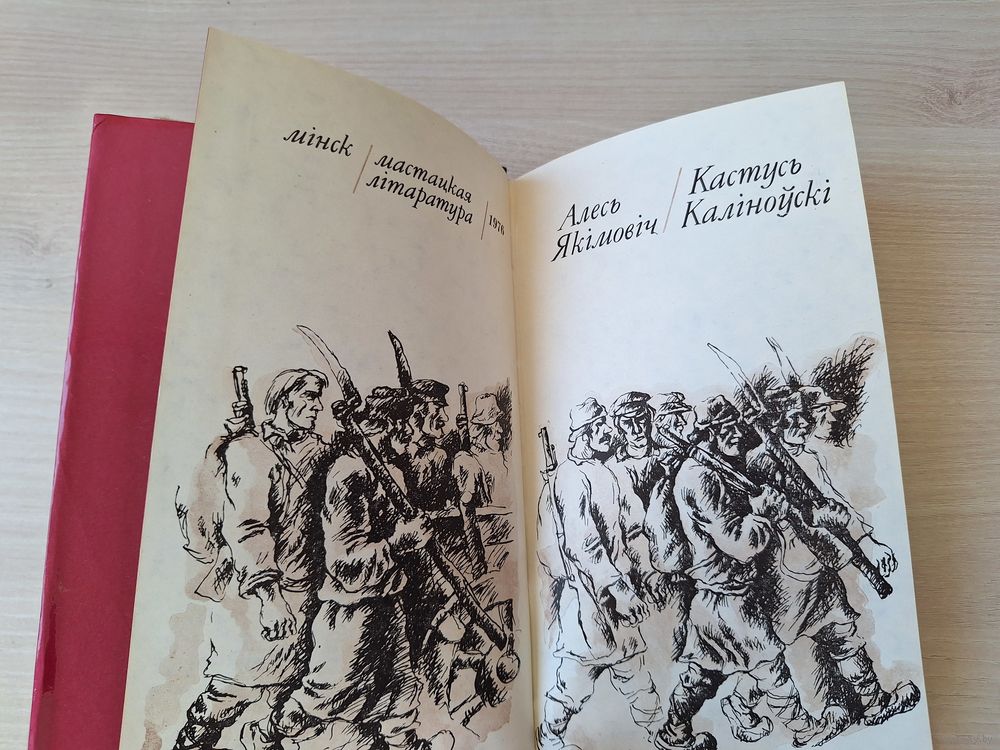 мінск
мастацкая
літаратура
1976
Алесь
Якімовіч
Кастусь
Каліноўскі